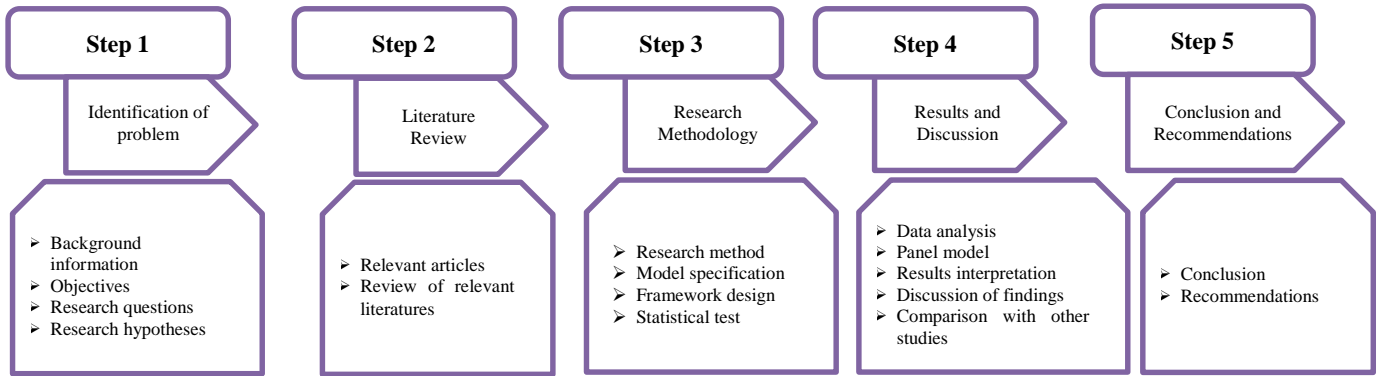 Step 1
Identification of
problem
➢ Background
information
➢ Objectives
➢ Research questions
➢ Research hypotheses
Step 2
Literature
Review
➢ Relevant articles
➢ Review of relevant
literatures
Step 3
Research
Methodology
➢ Research method
➢ Model specification
➢ Framework design
➢ Statistical test
Step 4
Results and
Discussion
➢ Data analysis
➢ Panel model
➢ Results interpretation
➢ Discussion of findings
➢ Comparison with other
studies
Step 5
Conclusion and
Recommendations
➢ Conclusion
➢ Recommendations